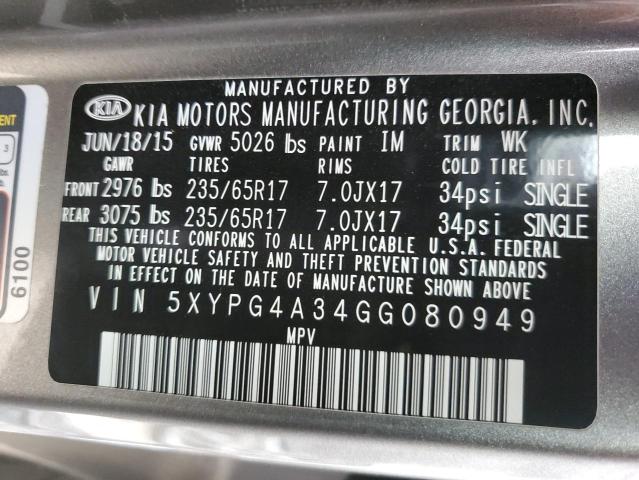 MANUFACTURED BY
KIA KIA MOTORS MANUFACTURING GEORGIA, INC.
JUN/18/15 GVWR 5026 lbs PAINT IM TRIM WK
GAWR TIRES RIMS COLD TIRE INFL
FRONT 2976 lbs 235/65R17 7.0JX17 34psi SINGLE
REAR 3075 lbs 235/65R17 7.0JX17 34psi SINGLE
THIS VEHICLE CONFORMS TO ALL APPLICABLE U.S.A. FEDERAL
MOTOR VEHICLE SAFETY AND THEFT PREVENTION STANDARDS
IN EFFECT ON THE DATE OF MANUFACTURE SHOWN ABOVE
VIN 5XYPG4A34GG080949
MPV
3
6100